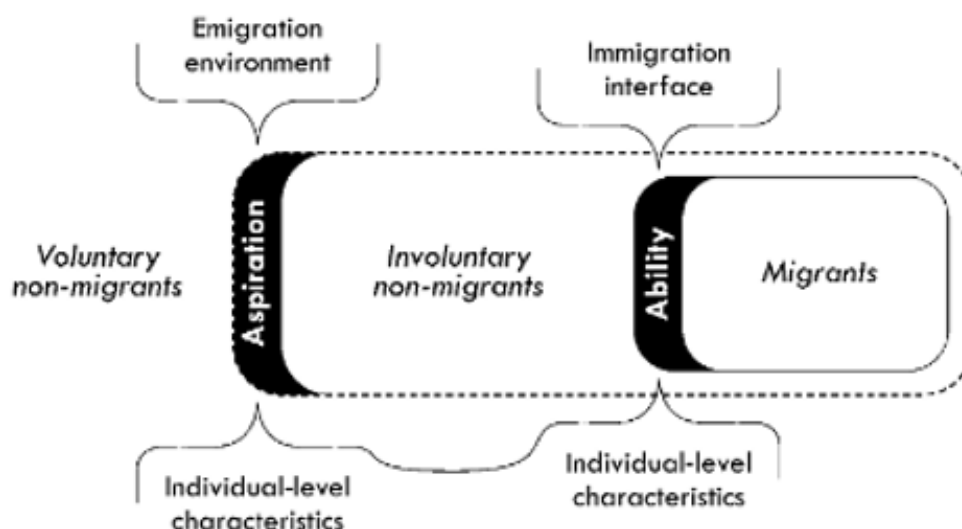 Emigration
environment
Immigration
interface
Voluntary
non-migrants
Aspiration
Involuntary
non-migrants
Ability
Migrants
Individual-level
characteristics
Individual-level
characteristics